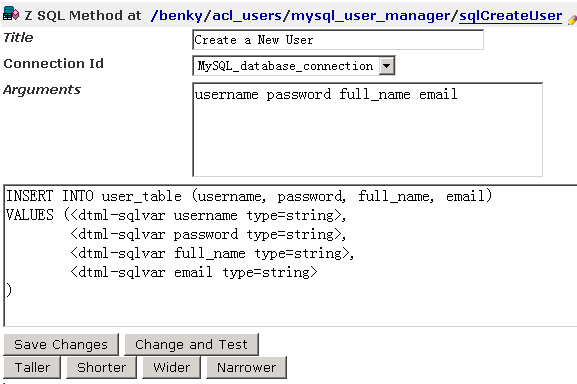 Z SQL Method at /benky/acl_users/mysql_user_manager/sqlCreateUser
Title Create a New User
Connection Id MySQL_database_connection
Arguments username password full_name email
INSERT INTO user_table (username, password, full_name, email)
VALUES (<dtml-sqlvar username type=string>,
<dtml-sqlvar password type=string>,
<dtml-sqlvar full_name type=string>,
<dtml-sqlvar email type=string>
)
Save Changes Change and Test
Taller Shorter Wider Narrower